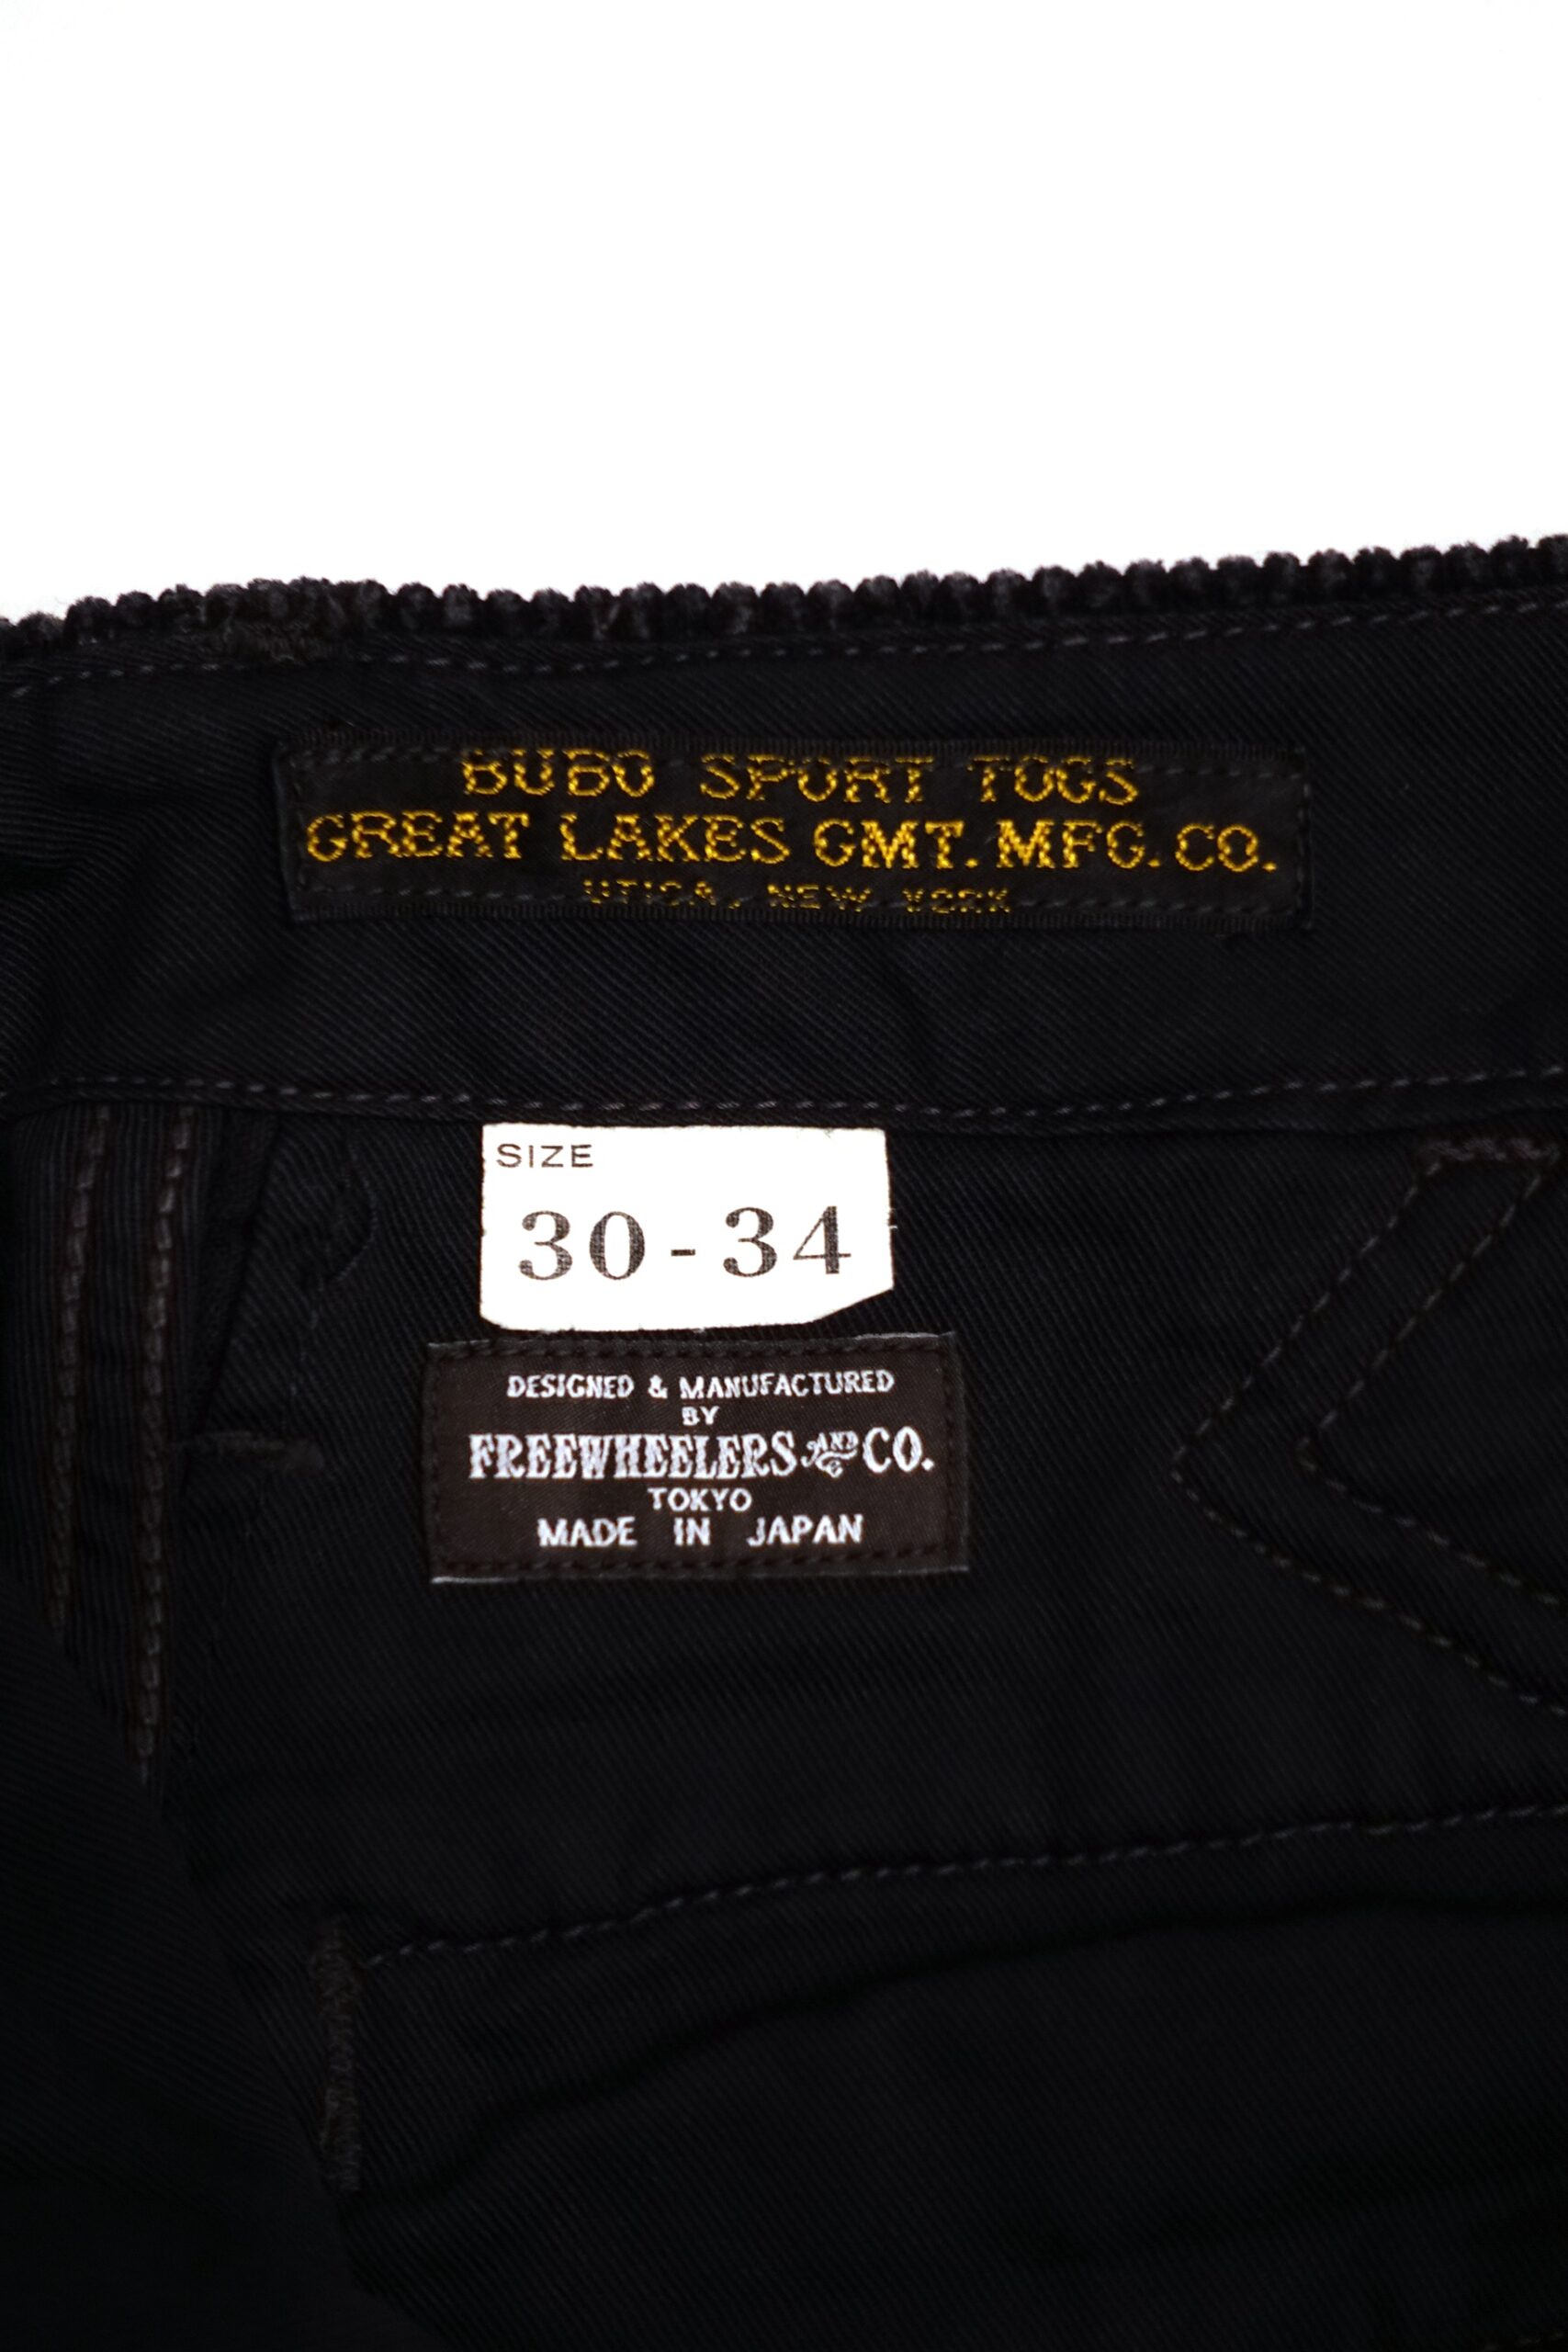 BUBO SPORT TOGS
GREAT LAKES GMT. MFG. CO.
UTICA, NEW YORK
SIZE
30-34
DESIGNED & MANUFACTURED
BY
FREEWHEELERS AND CO.
TOKYO
MADE IN JAPAN